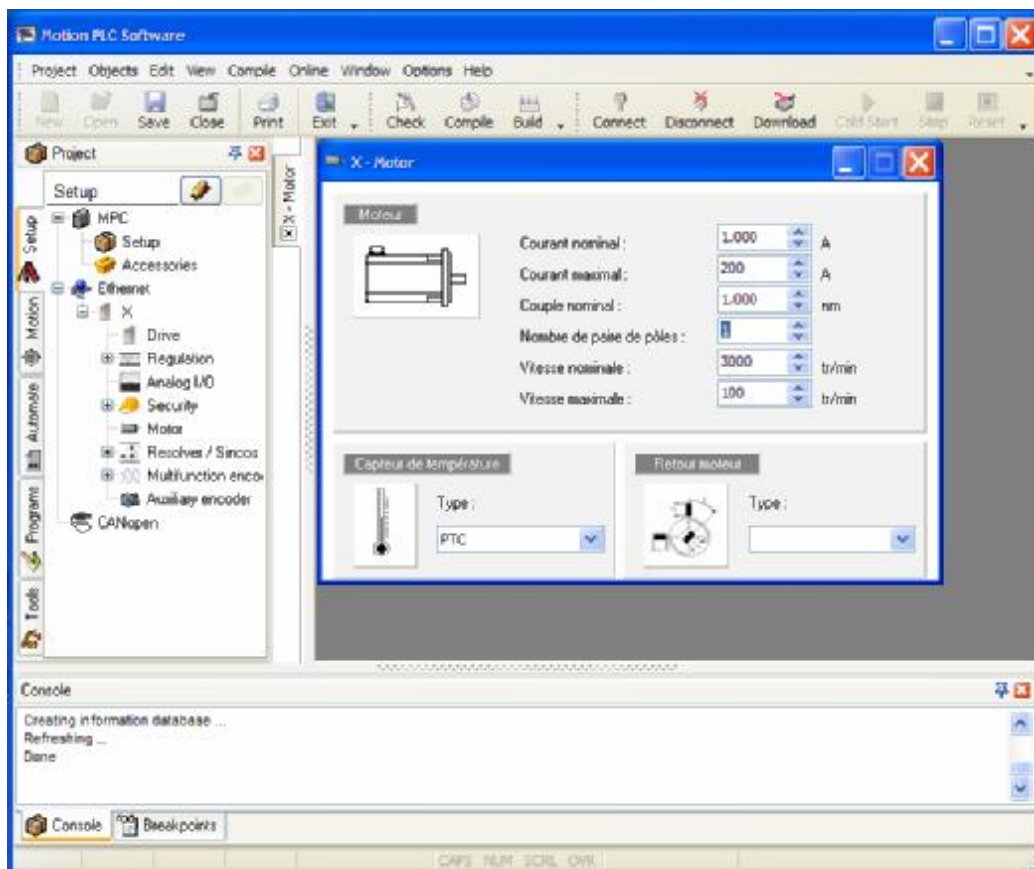 Motion PLC Software
Project Objects Edit View Compile Online Window Options Help
New Open Save Close Print Exit Check Compile Build Connect Disconnect Download Cold Start Stop Reset
Project
Setup
MPC
Setup
Accessories
Ethernet
X
Drive
Regulation
Analog I/O
Security
Motor
Resolver / Sincos
Multifunction enco
Auxiliary encoder
CANopen
Setup
Motion
Automate
Programs
Tools
X - Motor
X - Motor
Moteur
Courant nominal : 1.000 A
Courant maximal : 200 A
Couple nominal : 1.000 nm
Nombre de paire de pôles : 1
Vitesse nominale : 3000 tr/min
Vitesse maximale : 100 tr/min
Capteur de température
Type :
PTC
Retour moteur
Type :
Console
Creating information database ...
Refreshing ...
Done
Console Breakpoints
CAPS NUM SCRL OVR